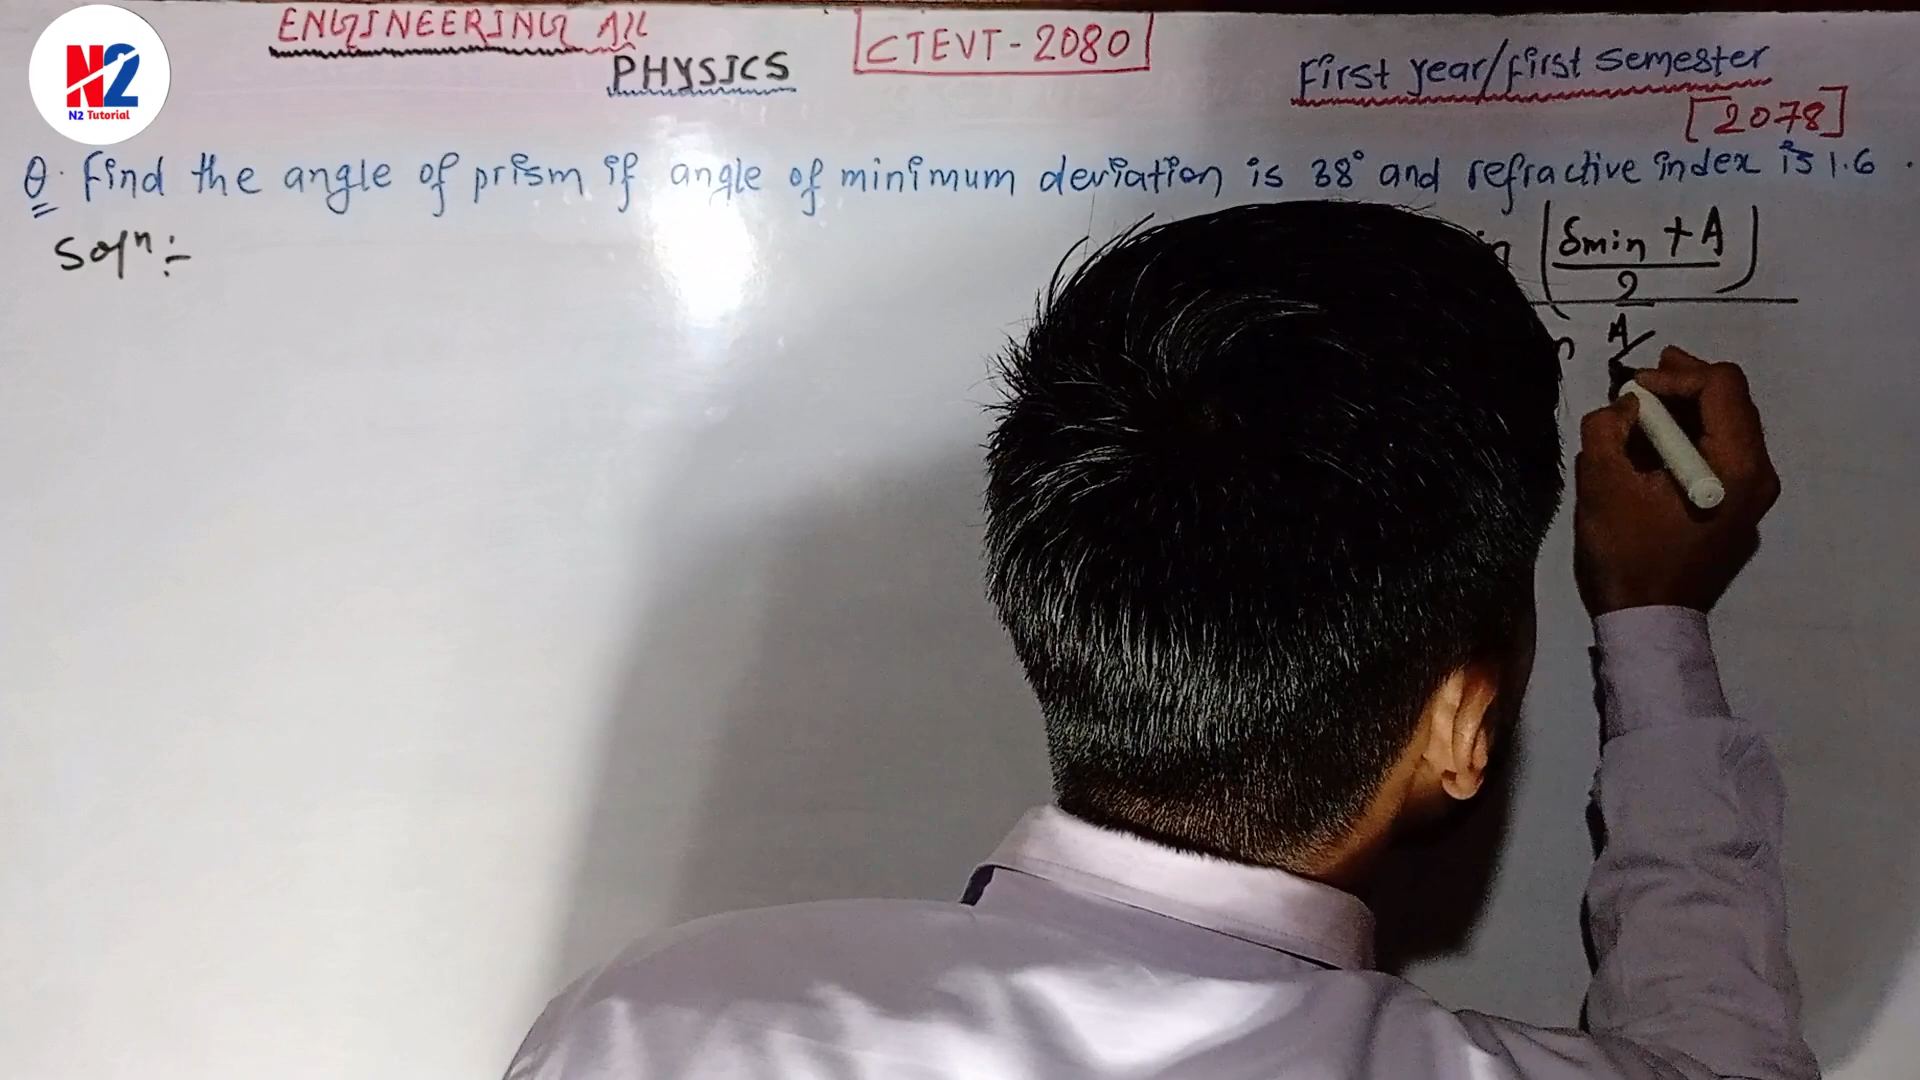 N2
N2 Tutorial
ENGINEERING All
PHYSICS
CTEVT-2080
First year/first semester
[2078]
Q. Find the angle of prism if angle of minimum deviation is 38° and refractive index is 1.6.
Solⁿ:-
(δmin + A)
2
A/